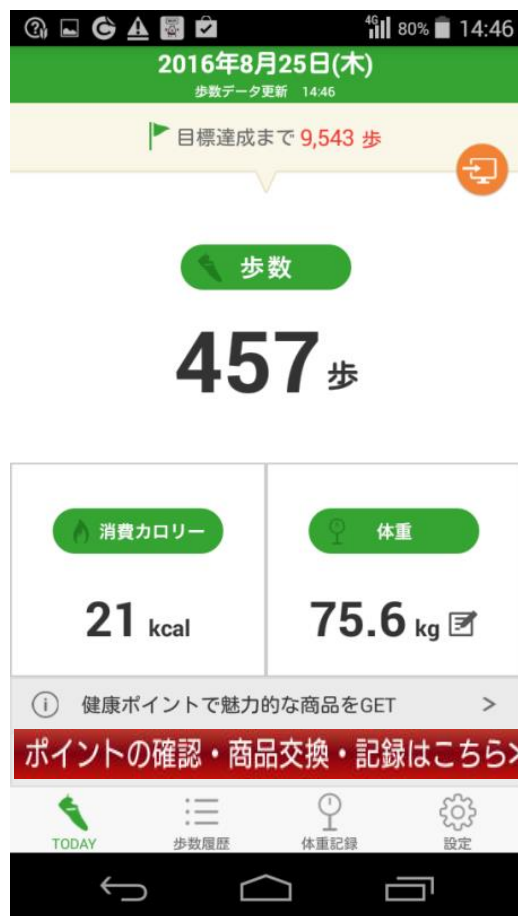 4G 80% 14:46
2016年8月25日(木)
歩数データ更新 14:46
目標達成まで 9,543 歩
歩数
457 歩
消費カロリー 体重
21 kcal 75.6 kg
健康ポイントで魅力的な商品をGET >
ポイントの確認・商品交換・記録はこちら>
TODAY 歩数履歴 体重記録 設定